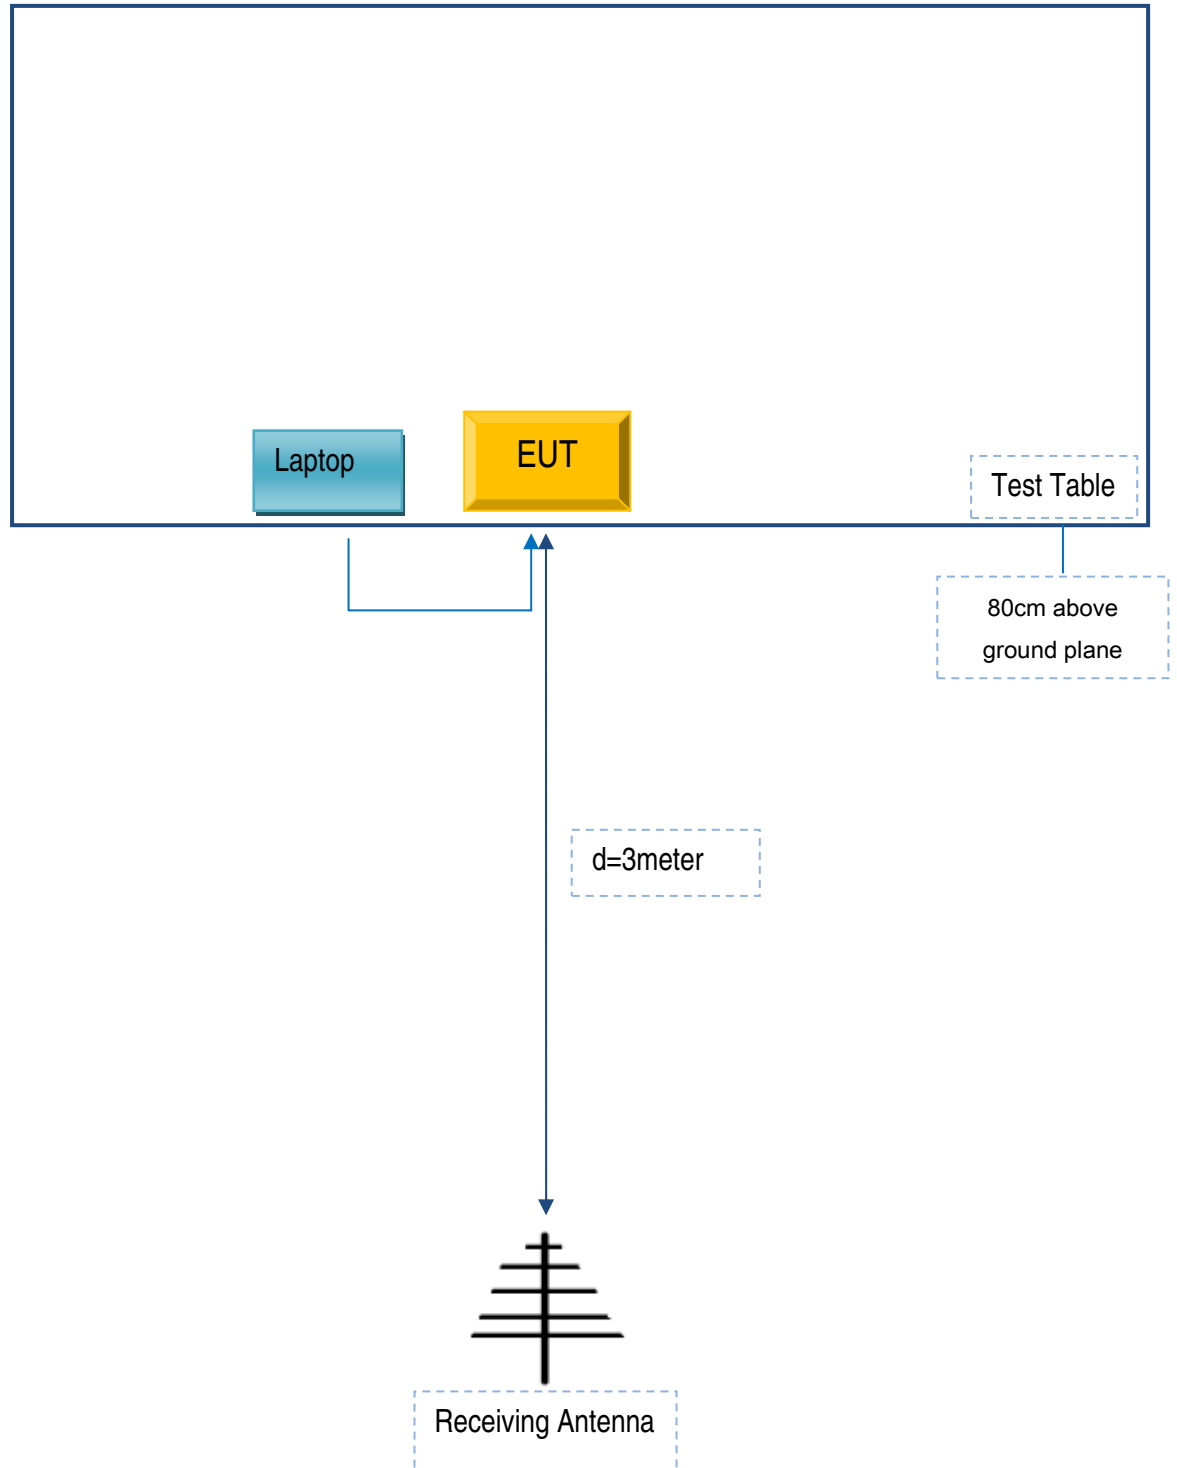 Laptop
EUT
Test Table
80cm above
ground plane
d=3meter
Receiving Antenna